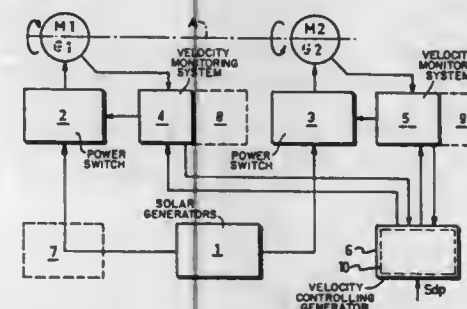 M1
G1
A
M2
G2
VELOCITY
MONITORING
SYSTEM
VELOCIT
MONITOR
SYSTEM
2
4
8
3
5
9
POWER
SWITCH
POWER
SWITCH
SOLAR
GENERATORS
1
7
6
10
VELOCITY
CONTROLLING
GENERATOR
Sdp